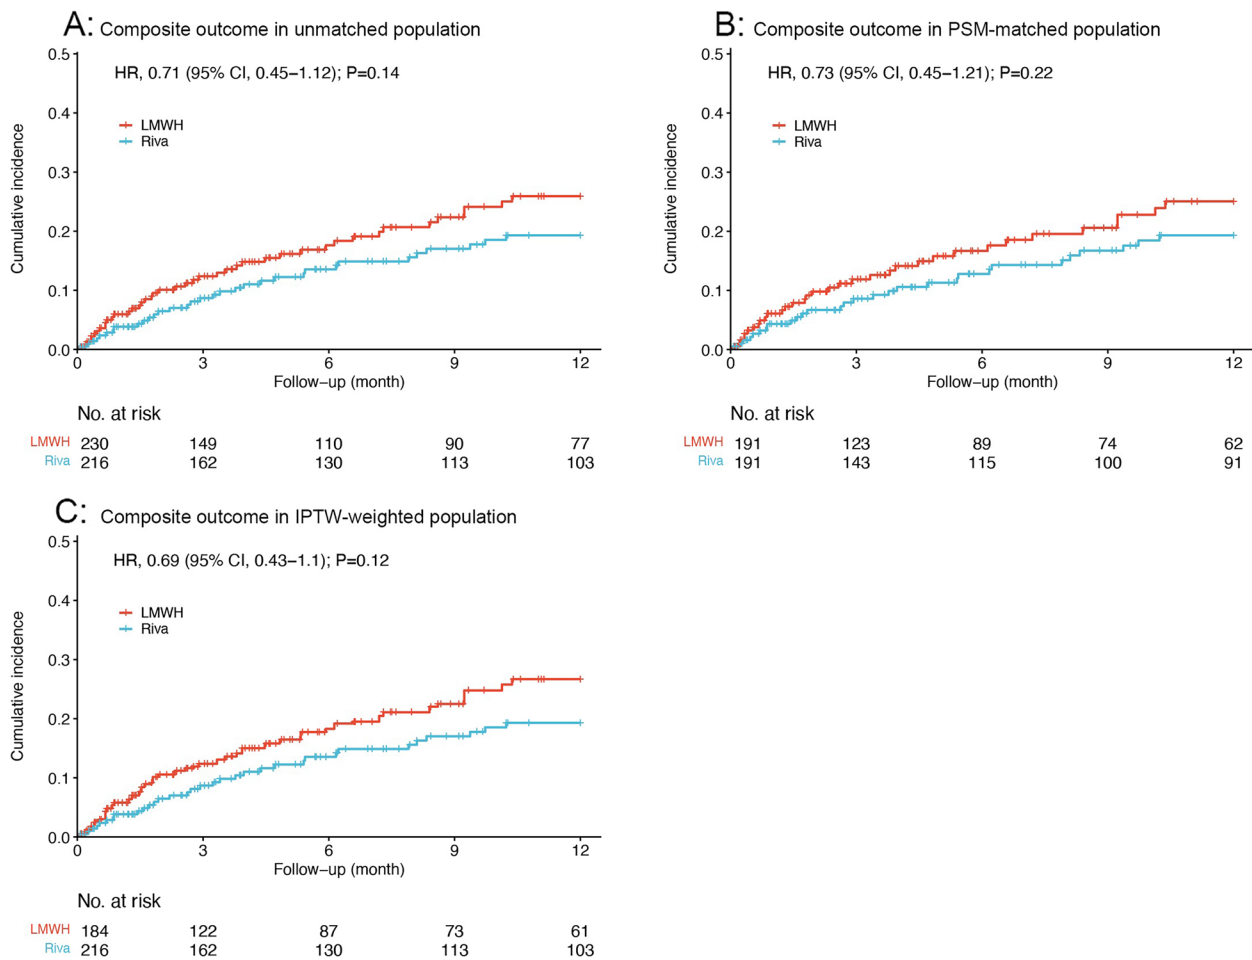 A: Composite outcome in unmatched population
HR, 0.71 (95% CI, 0.45–1.12); P=0.14
LMWH
Riva
Cumulative incidence
0.5
0.4
0.3
0.2
0.1
0.0
0 3 6 9 12
Follow–up (month)
No. at risk
LMWH 230 149 110 90 77
Riva 216 162 130 113 103
B: Composite outcome in PSM-matched population
HR, 0.73 (95% CI, 0.45–1.21); P=0.22
LMWH
Riva
Cumulative incidence
0.5
0.4
0.3
0.2
0.1
0.0
0 3 6 9 12
Follow–up (month)
No. at risk
LMWH 191 123 89 74 62
Riva 191 143 115 100 91
C: Composite outcome in IPTW-weighted population
HR, 0.69 (95% CI, 0.43–1.1); P=0.12
LMWH
Riva
Cumulative incidence
0.5
0.4
0.3
0.2
0.1
0.0
0 3 6 9 12
Follow–up (month)
No. at risk
LMWH 184 122 87 73 61
Riva 216 162 130 113 103